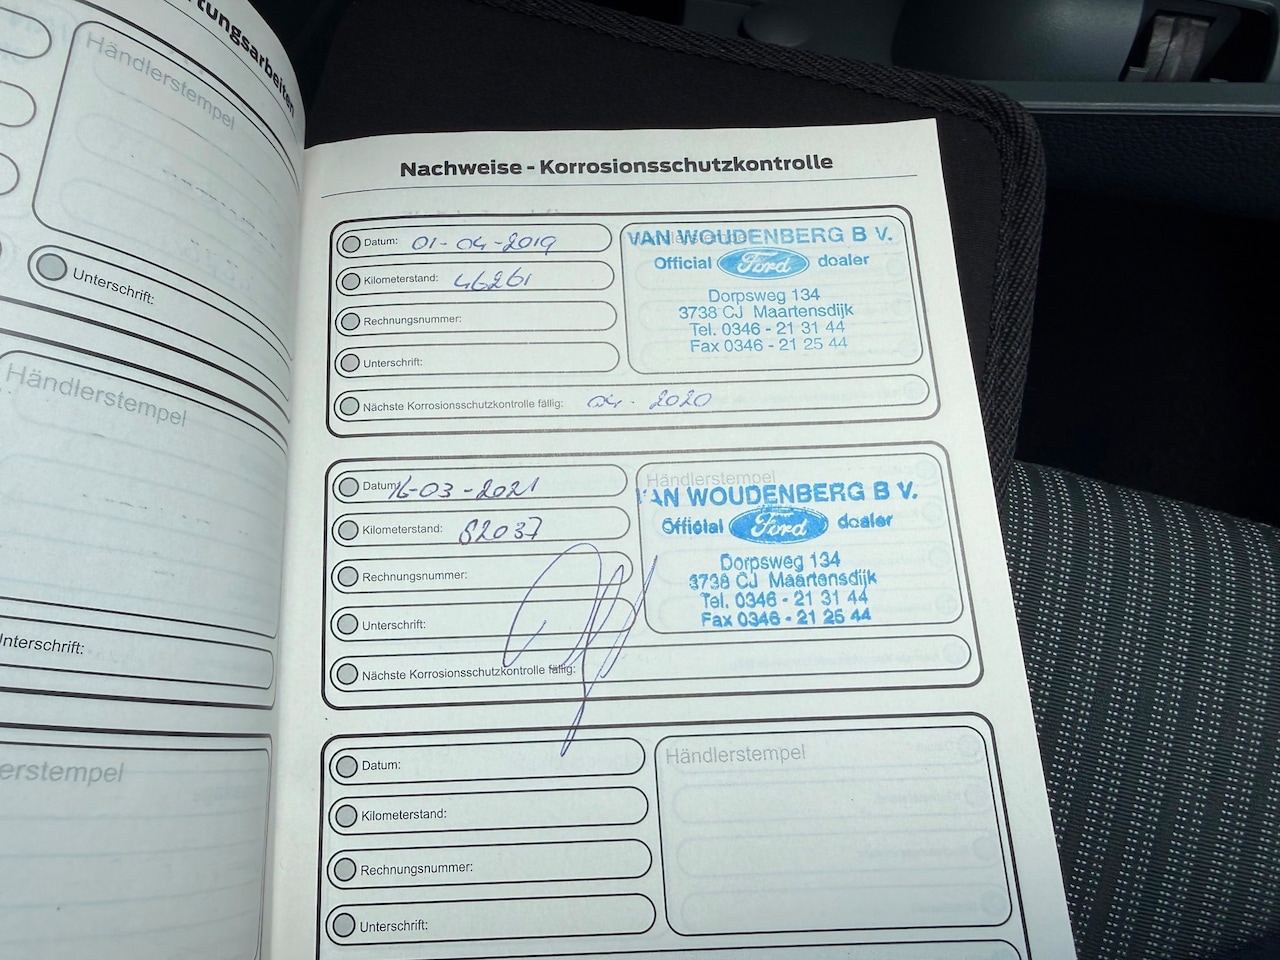 rtungsarbeiten
Händlerstempel
Unterschrift:
Händlerstempel
Unterschrift:
erstempel
Nachweise - Korrosionsschutzkontrolle
Datum: 01-04-2019
Kilometerstand: 46261
Rechnungsnummer:
Unterschrift:
Nächste Korrosionsschutzkontrolle fällig: 04 - 2020
VAN WOUDENBERG B V.
Official Ford dealer
Dorpsweg 134
3738 CJ Maartensdijk
Tel. 0346 - 21 31 44
Fax 0346 - 21 25 44
Datum: 16-03-2021
Kilometerstand: 82037
Rechnungsnummer:
Unterschrift:
Nächste Korrosionsschutzkontrolle fällig:
Händlerstempel
VAN WOUDENBERG B V.
Official Ford dealer
Dorpsweg 134
3738 CJ Maartensdijk
Tel. 0346 - 21 31 44
Fax 0346 - 21 25 44
Datum:
Kilometerstand:
Rechnungsnummer:
Unterschrift:
Händlerstempel